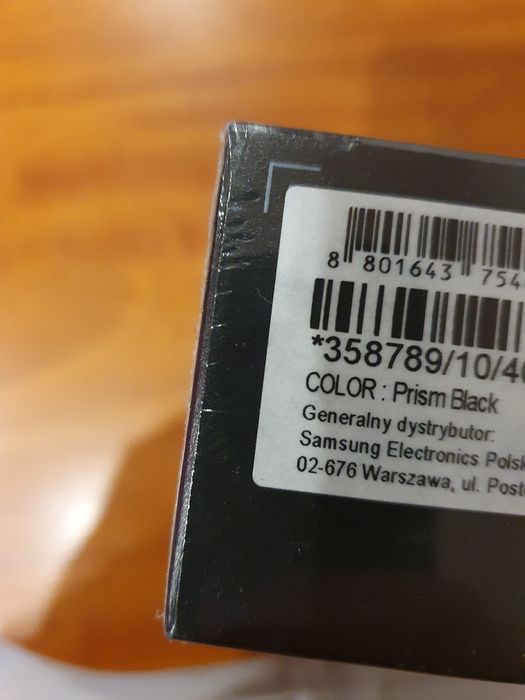 8 801643 754
*358789/10/4
COLOR : Prism Black
Generalny dystrybutor:
Samsung Electronics Polsk
02-676 Warszawa, ul. Post